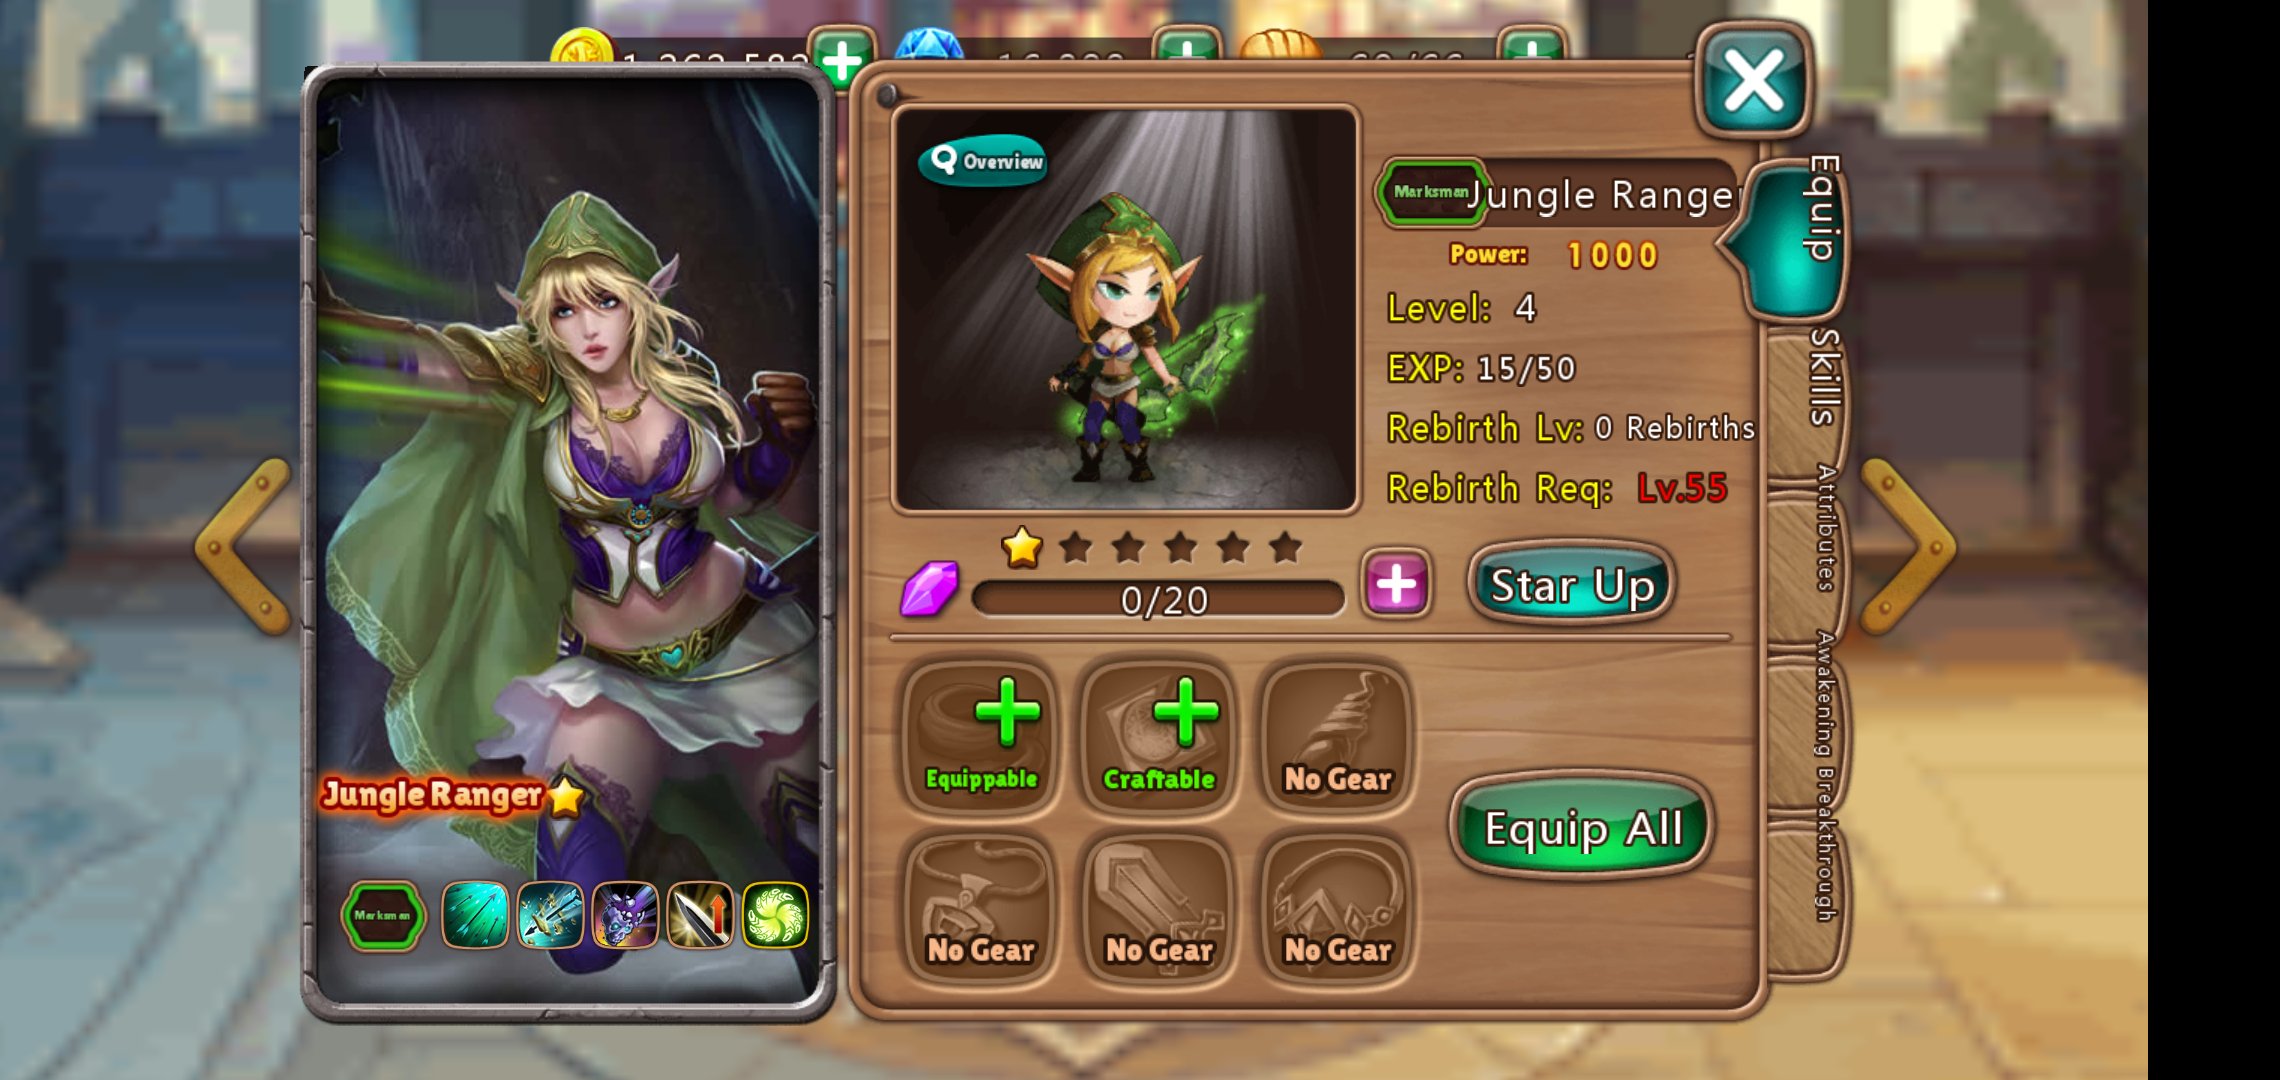 Overview
Marksman
Jungle Ranger
Power: 1000
Level: 4
EXP: 15/50
Rebirth Lv: 0 Rebirths
Rebirth Req: Lv.55
0/20
Star Up
Equippable
Craftable
No Gear
No Gear
No Gear
No Gear
Equip All
Jungle Ranger
Marksman
Equip
Skills
Attributes
Awakening
Breakthrough